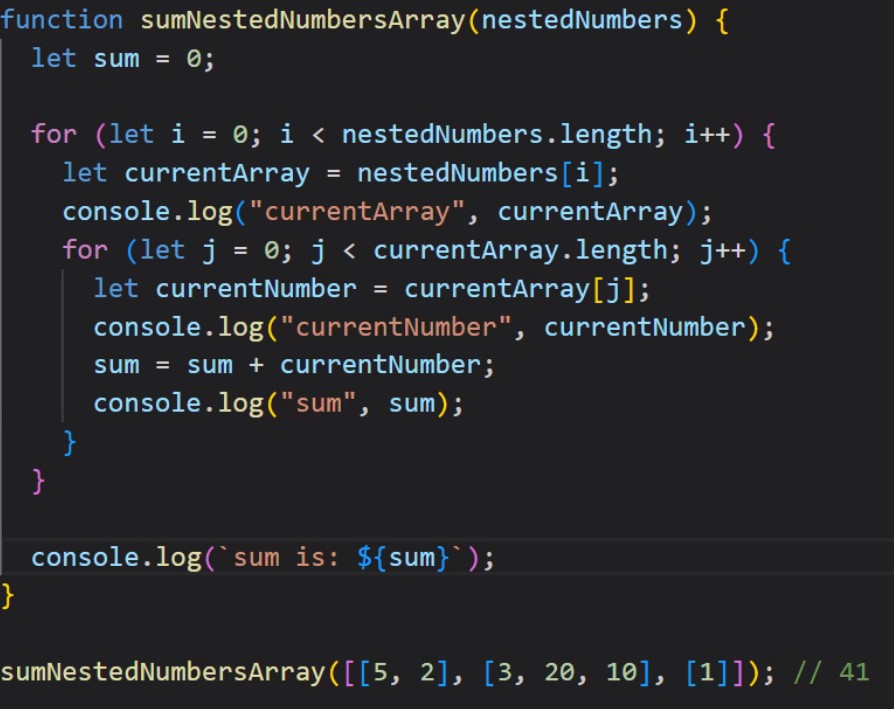 function sumNestedNumbersArray(nestedNumbers) {
  let sum = 0;

  for (let i = 0; i < nestedNumbers.length; i++) {
    let currentArray = nestedNumbers[i];
    console.log("currentArray", currentArray);
    for (let j = 0; j < currentArray.length; j++) {
      let currentNumber = currentArray[j];
      console.log("currentNumber", currentNumber);
      sum = sum + currentNumber;
      console.log("sum", sum);
    }
  }

  console.log(`sum is: ${sum}`);
}

sumNestedNumbersArray([[5, 2], [3, 20, 10], [1]]); // 41